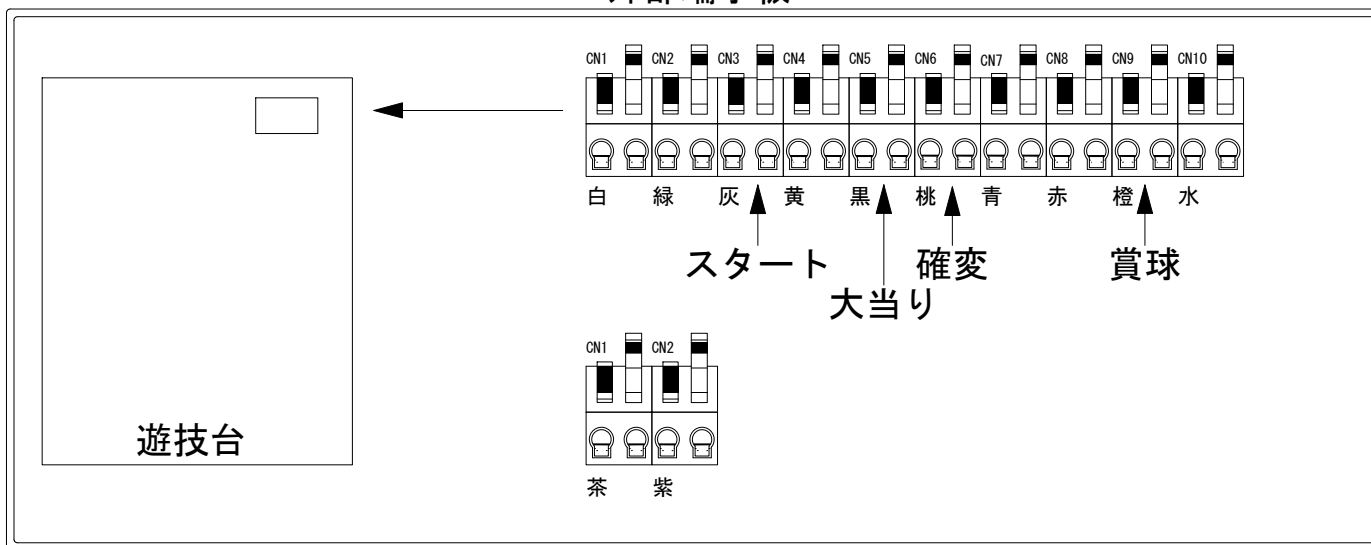 CN1 CN2 CN3 CN4 CN5 CN6 CN7 CN8 CN9 CN10
白 緑 灰 黄 黒 桃 青 赤 橙 水
スタート 確変 賞球
大当り
CN1 CN2
遊技台
茶 紫